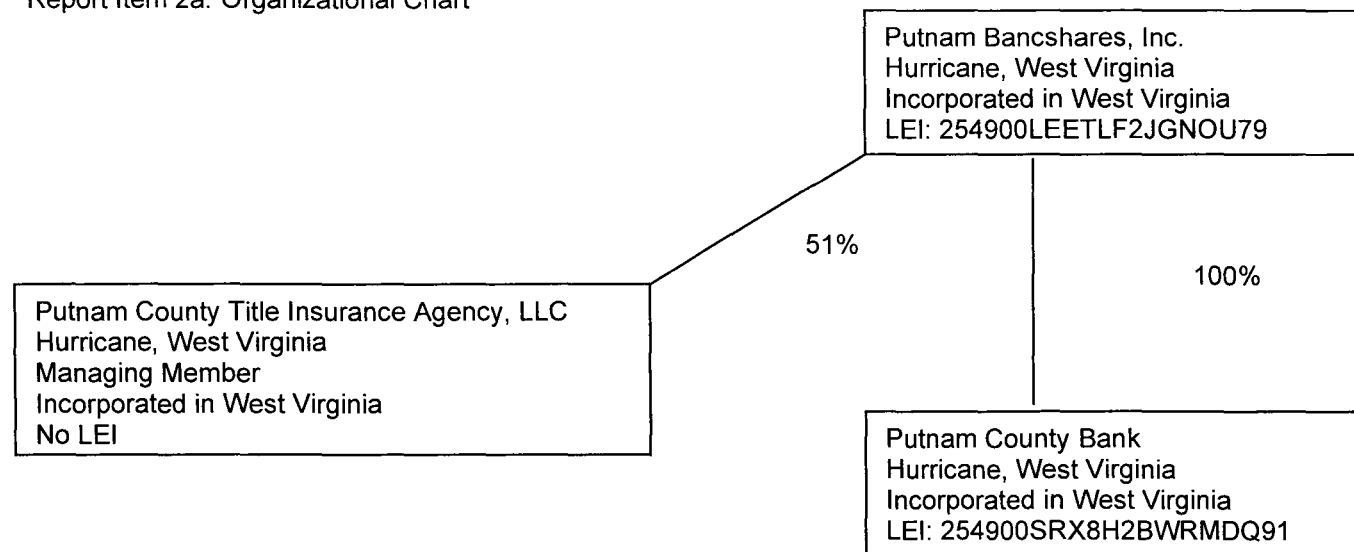 Report Item 2a: Organizational Chart
Putnam Bancshares, Inc.
Hurricane, West Virginia
Incorporated in West Virginia
LEI: 254900LEETLF2JGNOU79
51%
100%
Putnam County Title Insurance Agency, LLC
Hurricane, West Virginia
Managing Member
Incorporated in West Virginia
No LEI
Putnam County Bank
Hurricane, West Virginia
Incorporated in West Virginia
LEI: 254900SRX8H2BWRMDQ91